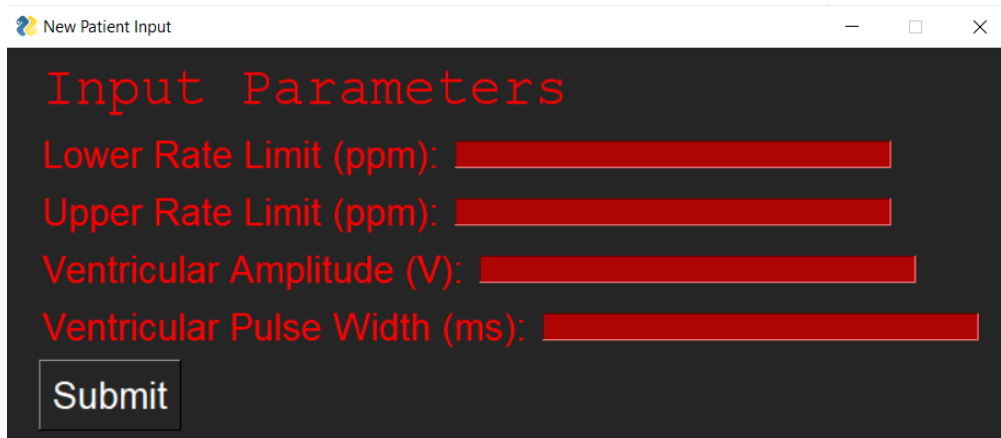 New Patient Input
Input Parameters
Lower Rate Limit (ppm):
Upper Rate Limit (ppm):
Ventricular Amplitude (V):
Ventricular Pulse Width (ms):
Submit